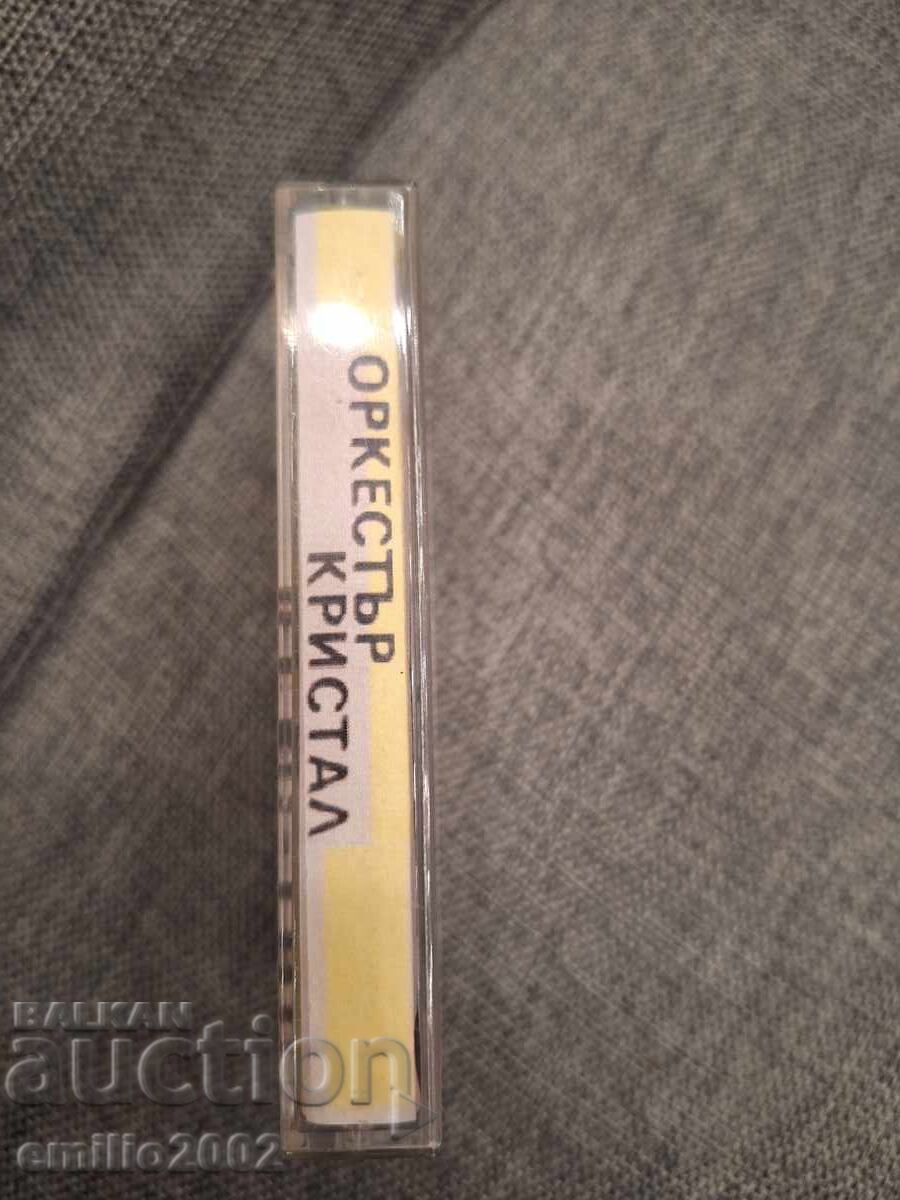 ОРКЕСТЪР
КРИСТАЛ
BALKAN
auction
emilio2002